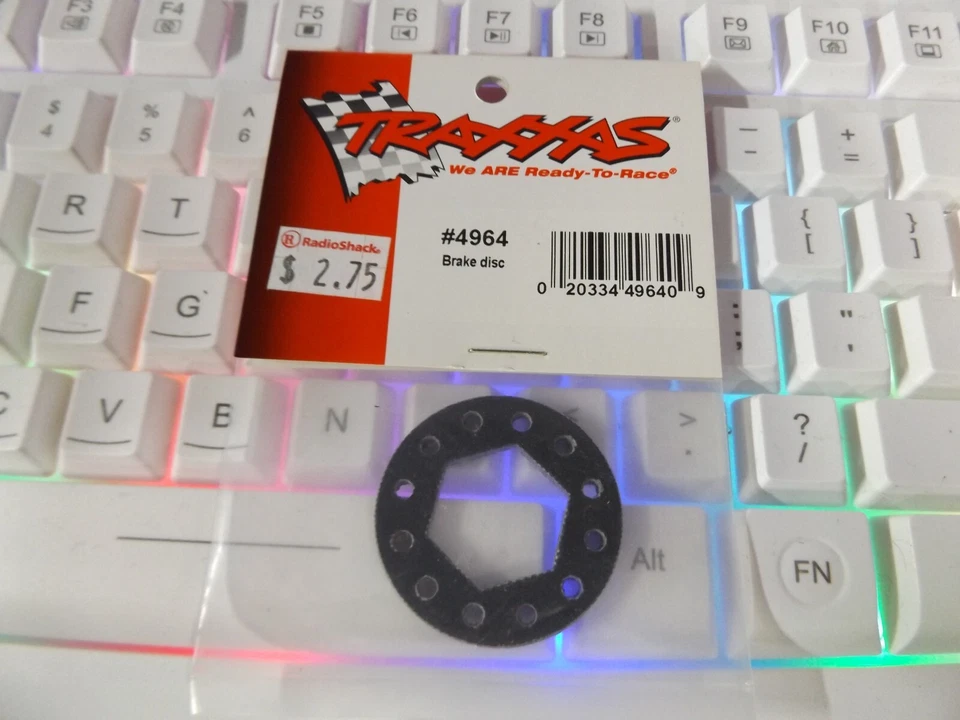 F3 F4 F5 F6 F7 F8 F9 F10 F11
$ % ^ — +
4 5 6 - =
TRAXXAS®
We ARE Ready-To-Race®
R T { }
[ ]
#4964
Brake disc
® RadioShack®
$ 2.75
0 20334 49640 9
F G : "
; '
C V B N < > ?
. /
Alt FN